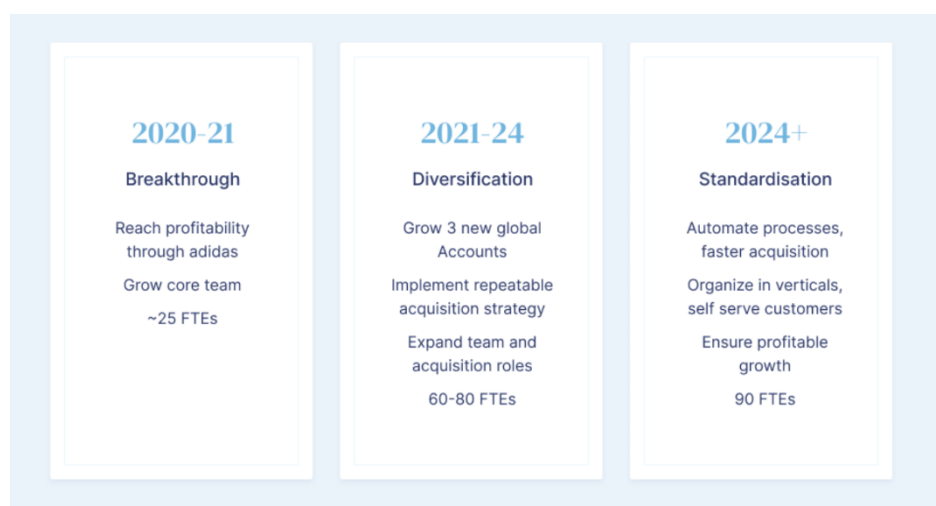 2020-21
Breakthrough
Reach profitability
through adidas
Grow core team
~25 FTEs
2021-24
Diversification
Grow 3 new global
Accounts
Implement repeatable
acquisition strategy
Expand team and
acquisition roles
60-80 FTEs
2024+
Standardisation
Automate processes,
faster acquisition
Organize in verticals,
self serve customers
Ensure profitable
growth
90 FTEs